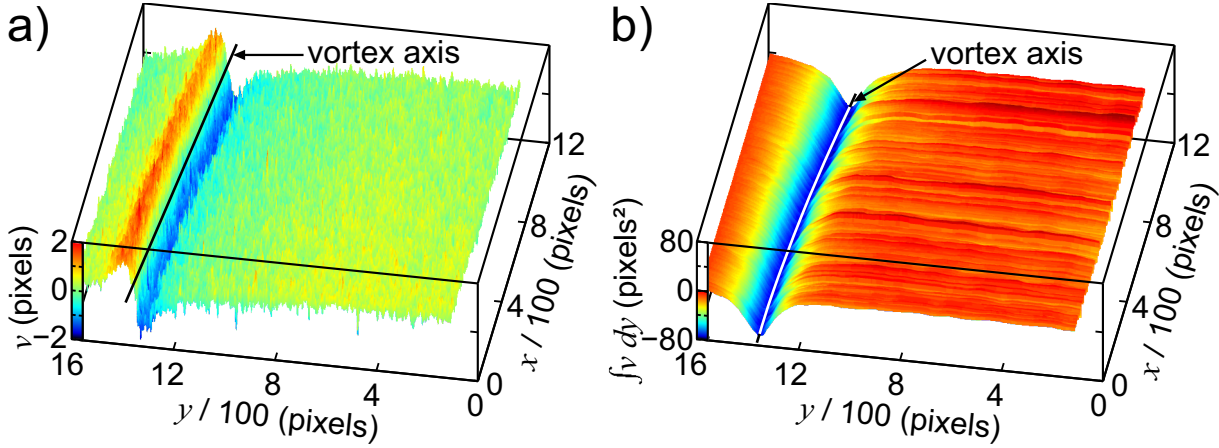 a)
vortex axis
12
8
4
0
x / 100 (pixels)
2
0
−2
v (pixels)
16
12
8
4
0
y / 100 (pixels)
b)
vortex axis
12
8
4
0
x / 100 (pixels)
80
0
−80
∫v dy (pixels²)
16
12
8
4
0
y / 100 (pixels)